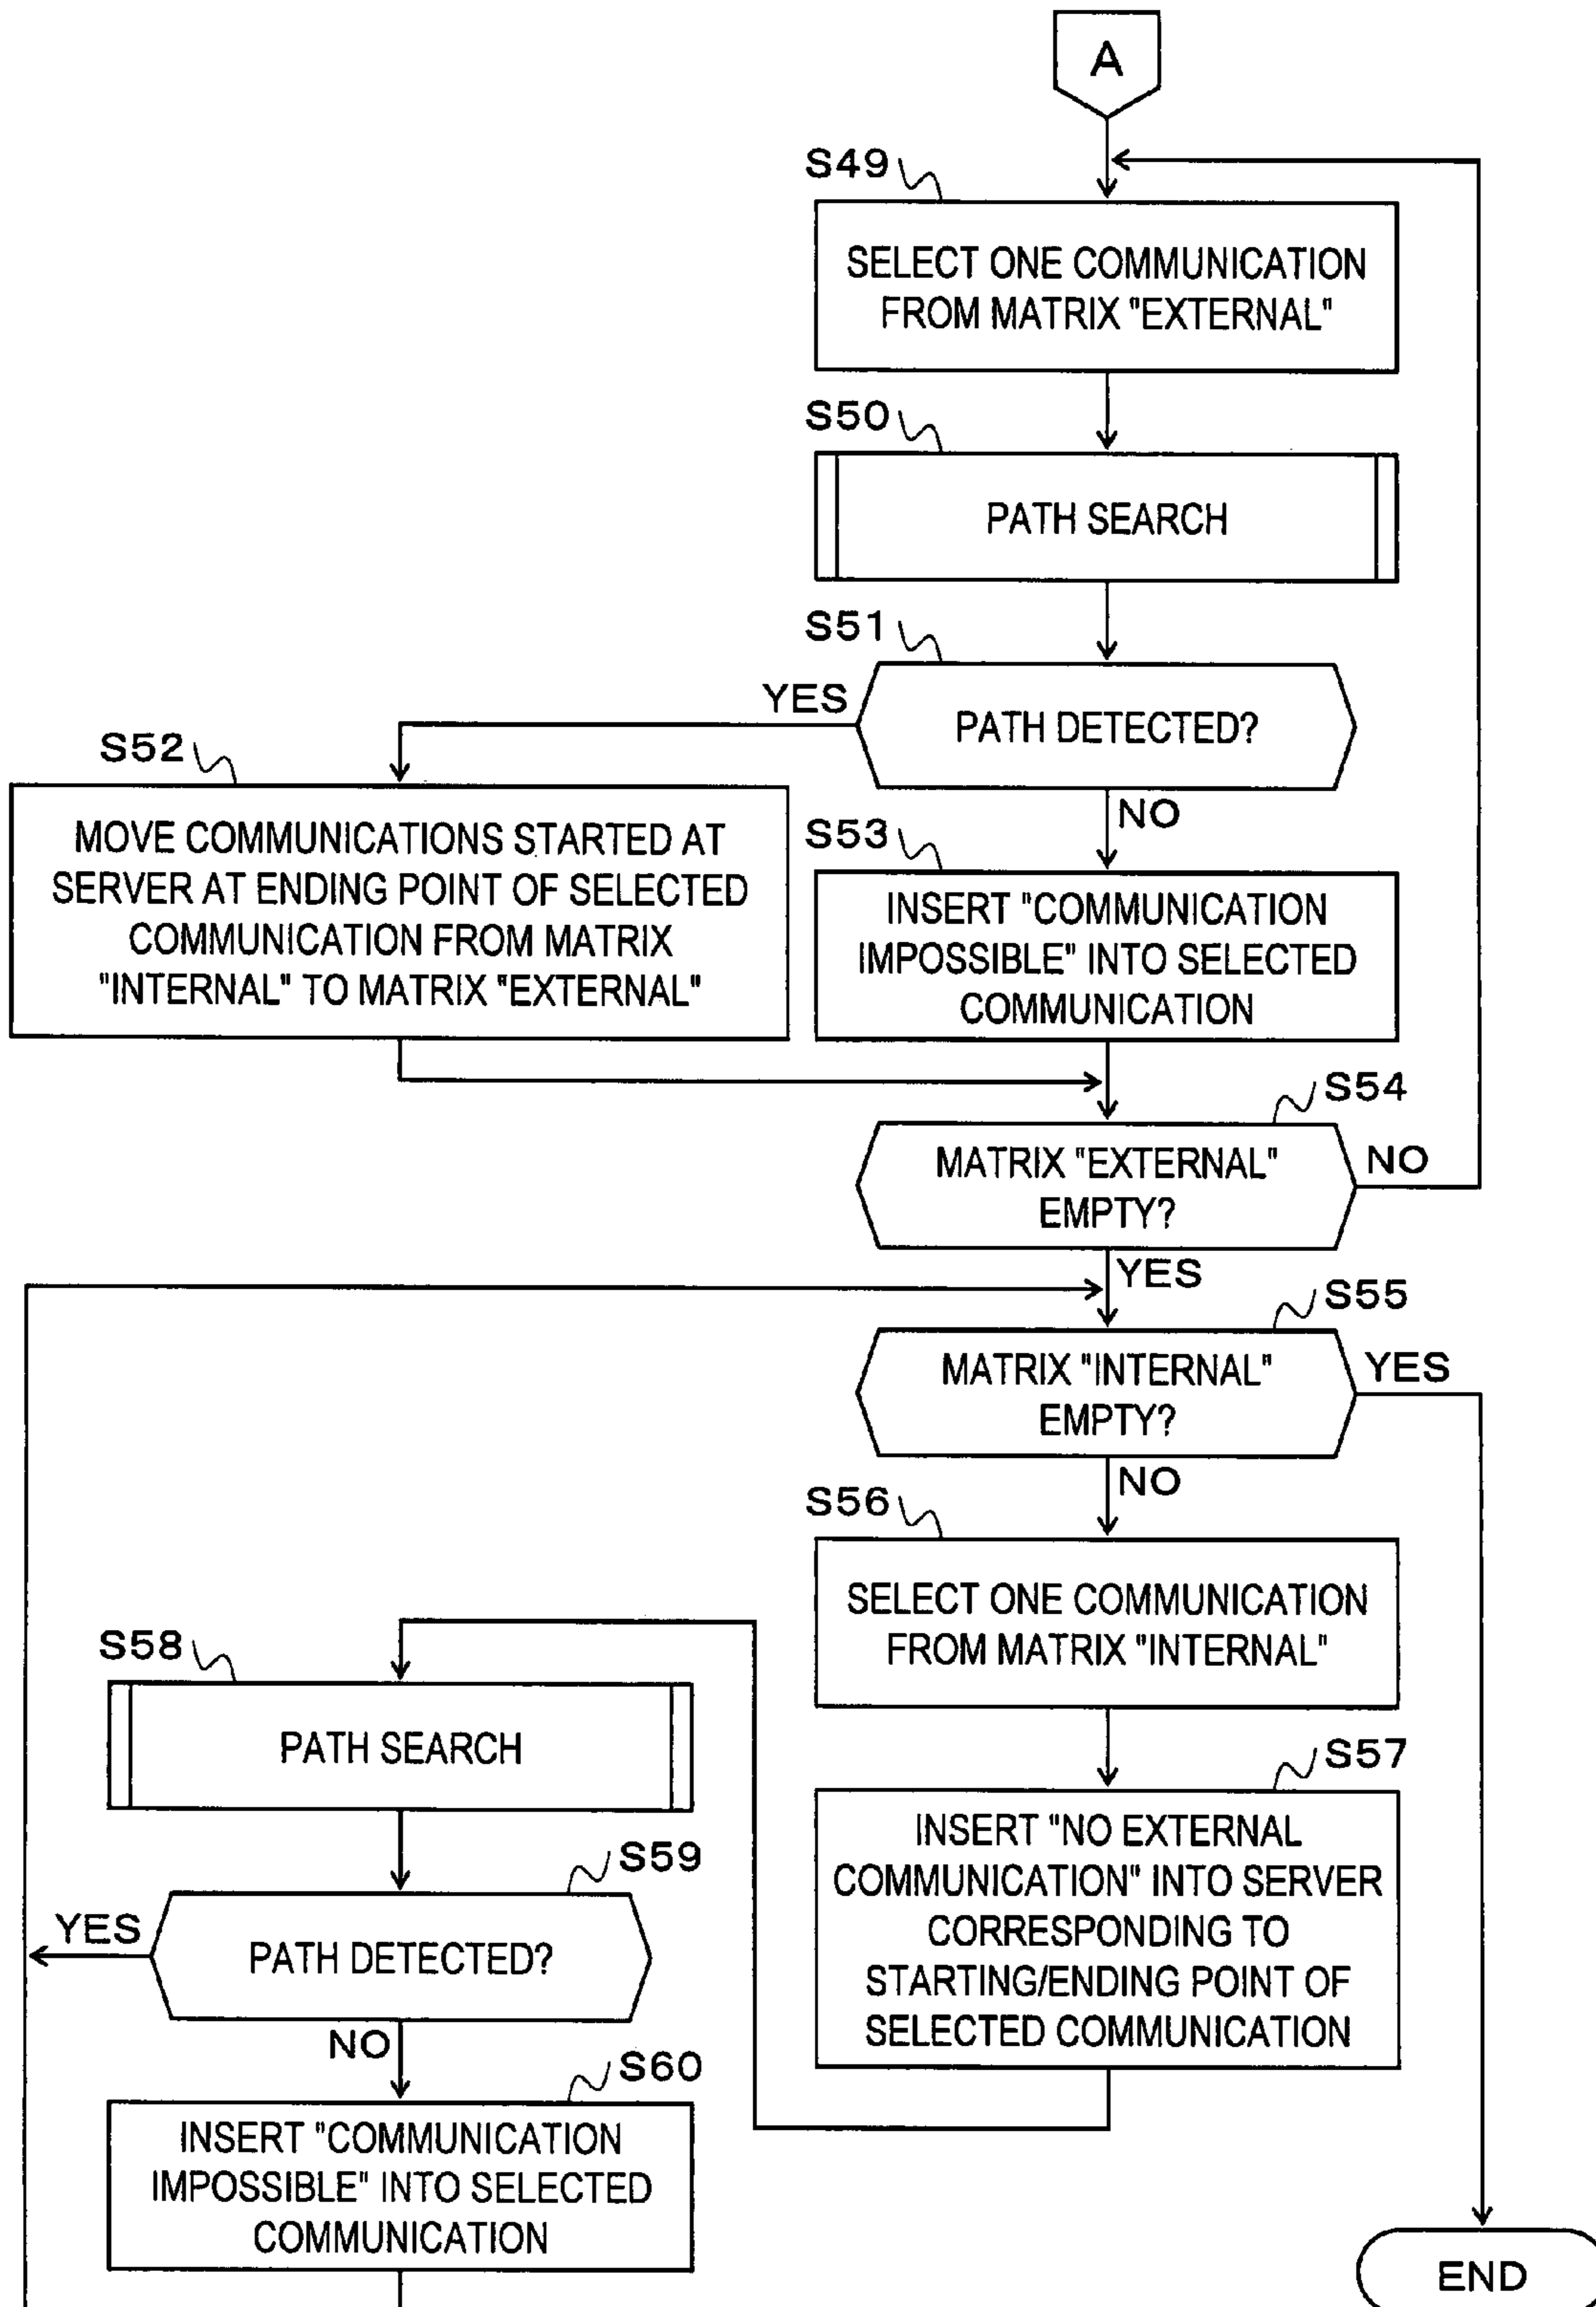 A
S49
SELECT ONE COMMUNICATION
FROM MATRIX "EXTERNAL"
S50
PATH SEARCH
S51
YES
PATH DETECTED?
S52
NO
MOVE COMMUNICATIONS STARTED AT
SERVER AT ENDING POINT OF SELECTED
COMMUNICATION FROM MATRIX
"INTERNAL" TO MATRIX "EXTERNAL"
S53
INSERT "COMMUNICATION
IMPOSSIBLE" INTO SELECTED
COMMUNICATION
S54
MATRIX "EXTERNAL"
EMPTY?
NO
YES
S55
MATRIX "INTERNAL"
EMPTY?
YES
NO
S56
SELECT ONE COMMUNICATION
FROM MATRIX "INTERNAL"
S57
INSERT "NO EXTERNAL
COMMUNICATION" INTO SERVER
CORRESPONDING TO
STARTING/ENDING POINT OF
SELECTED COMMUNICATION
S58
PATH SEARCH
S59
YES
PATH DETECTED?
NO
S60
INSERT "COMMUNICATION
IMPOSSIBLE" INTO SELECTED
COMMUNICATION
END